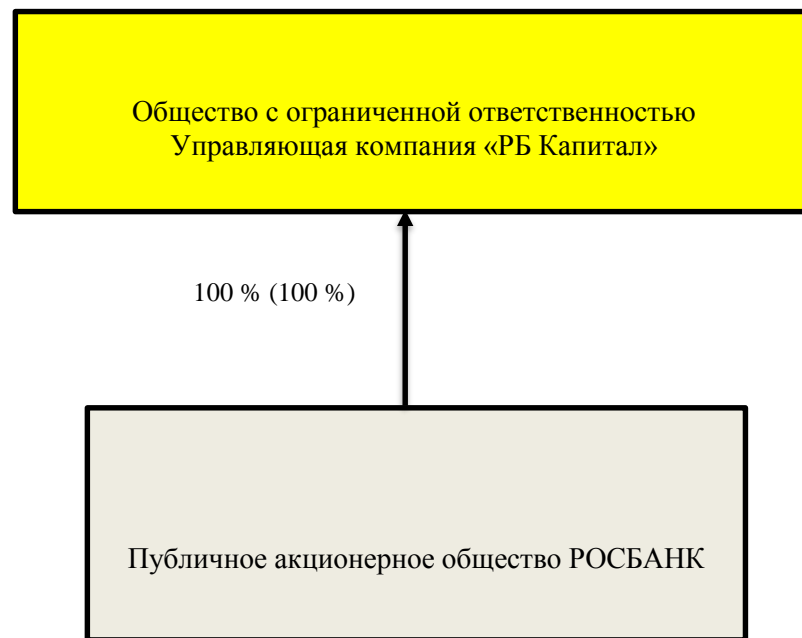 Общество с ограниченной ответственностью
Управляющая компания «РБ Капитал»
100 % (100 %)
Публичное акционерное общество РОСБАНК